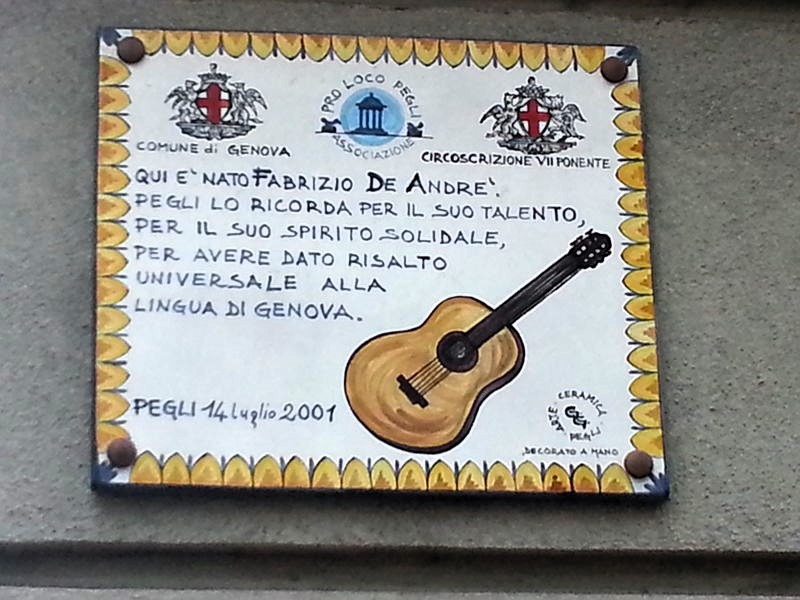 COMUNE di GENOVA
PRO LOCO PEGLI
ASSOCIAZIONE
CIRCOSCRIZIONE VII PONENTE
QUI E' NATO FABRIZIO DE ANDRE'.
PEGLI LO RICORDA PER IL SUO TALENTO,
PER IL SUO SPIRITO SOLIDALE,
PER AVERE DATO RISALTO
UNIVERSALE ALLA
LINGUA DI GENOVA.
PEGLI 14 luglio 2001
ARTE CERAMICA
PEGLI
DECORATO A MANO